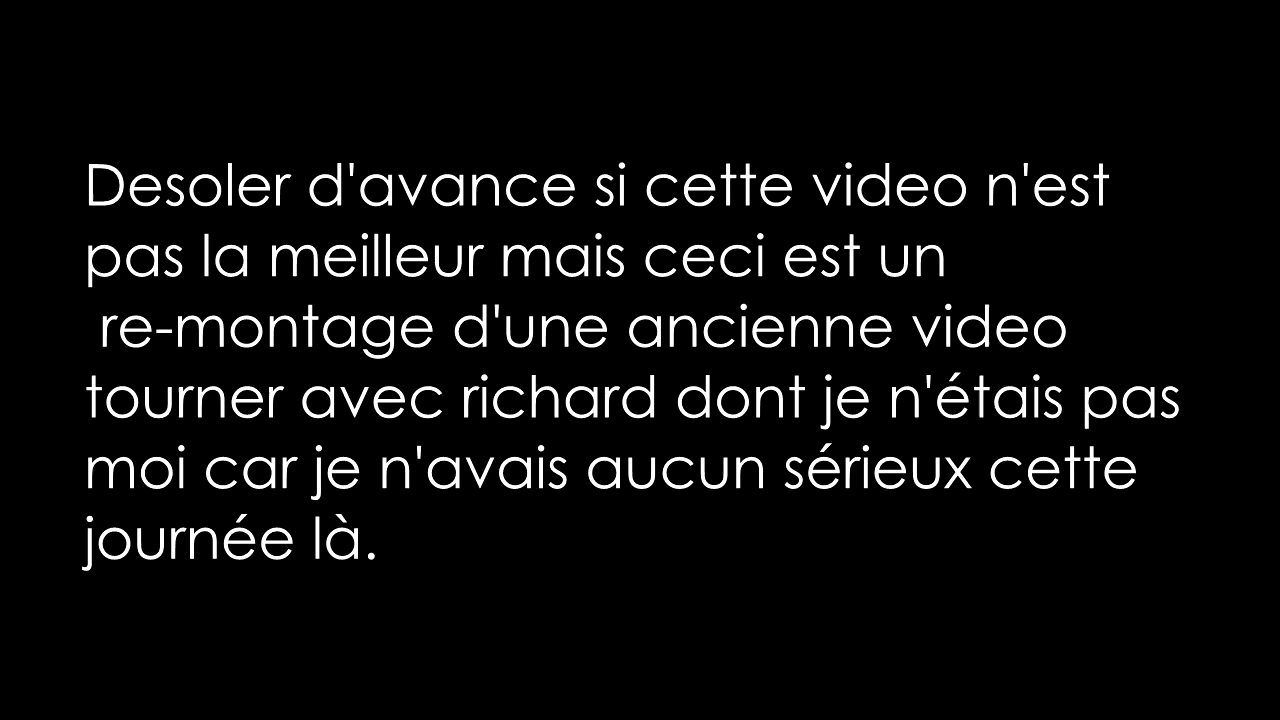 Desoler d'avance si cette video n'est
pas la meilleur mais ceci est un
re-montage d'une ancienne video
tourner avec richard dont je n'étais pas
moi car je n'avais aucun sérieux cette
journée là.